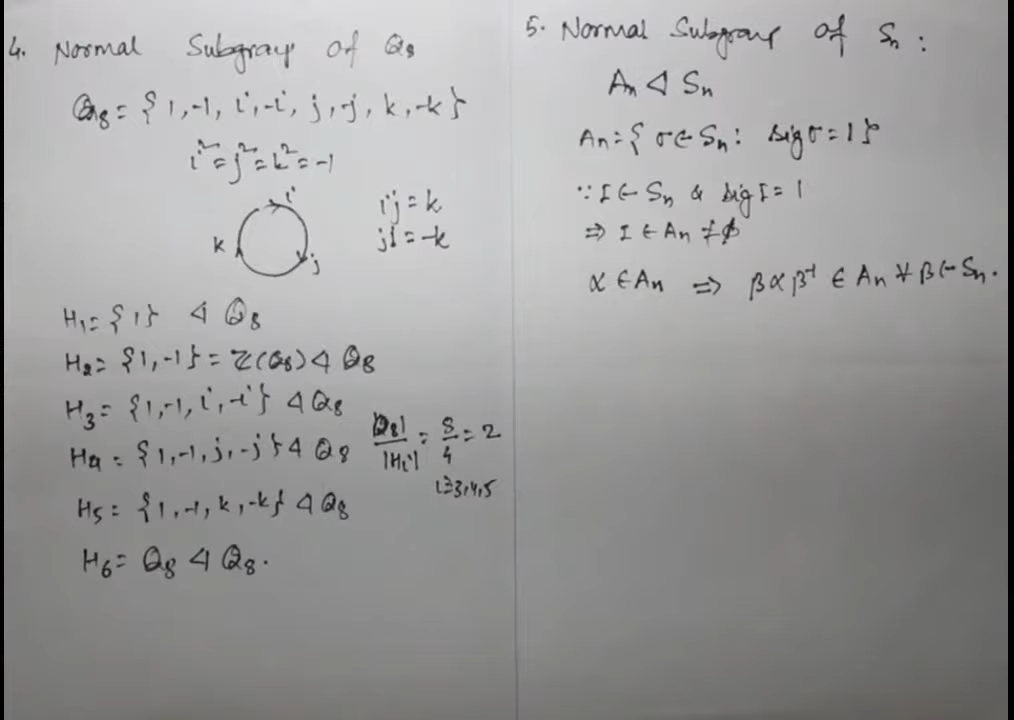 4. Normal Subgroup of Q8
Q8 = {1, -1, i, -i, j, -j, k, -k}
i² = j² = k² = -1
i
k
j
ij = k
ji = -k
H1 = {1} ⊲ Q8
H2 = {1, -1} = Z(Q8) ⊲ Q8
H3 = {1, -1, i, -i} ⊲ Q8
H4 = {1, -1, j, -j} ⊲ Q8
|Q8| / |Hi| = 8/4 = 2
i=3,4,5
H5 = {1, -1, k, -k} ⊲ Q8
H6 = Q8 ⊲ Q8.
5. Normal Subgroup of Sn :
An ⊲ Sn
An = {σ ∈ Sn : sig σ = 1}
∵ I ∈ Sn & sig I = 1
⇒ I ∈ An ≠ ϕ
α ∈ An ⇒ βαβ⁻¹ ∈ An ∀ β ∈ Sn.